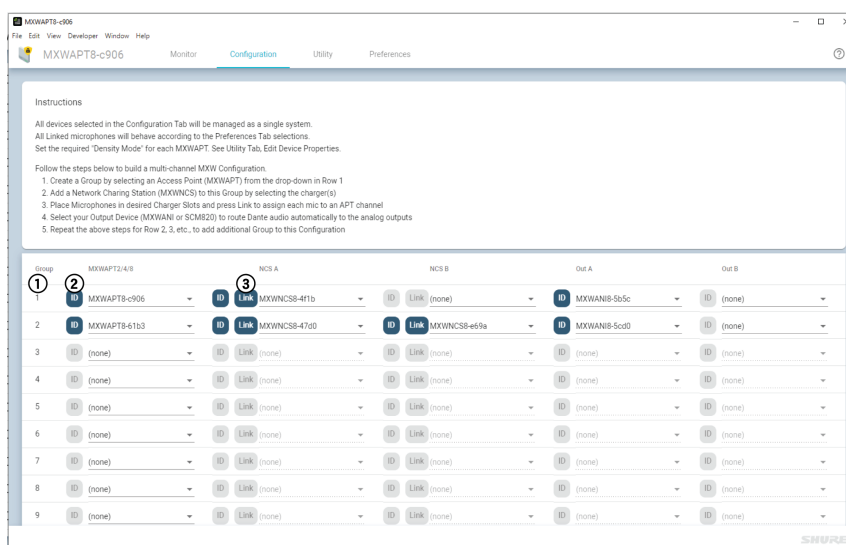 MXWAPT8-c906
File Edit View Developer Window Help
MXWAPT8-c906 Monitor Configuration Utility Preferences
Instructions
All devices selected in the Configuration Tab will be managed as a single system.
All Linked microphones will behave according to the Preferences Tab selections.
Set the required "Density Mode" for each MXWAPT. See Utility Tab, Edit Device Properties.
Follow the steps below to build a multi-channel MXW Configuration.
1. Create a Group by selecting an Access Point (MXWAPT) from the drop-down in Row 1
2. Add a Network Charing Station (MXWNCS) to this Group by selecting the charger(s)
3. Place Microphones in desired Charger Slots and press Link to assign each mic to an APT channel
4. Select your Output Device (MXWANI or SCM820) to route Dante audio automatically to the analog outputs
5. Repeat the above steps for Row 2, 3, etc., to add additional Group to this Configuration
Group MXWAPT2/4/8 NCS A NCS B Out A Out B
1 2 3
1 ID MXWAPT8-c906 ID Link MXWNCS8-4f1b ID Link (none) ID MXWANI8-5b5c ID (none)
2 ID MXWAPT8-61b3 ID Link MXWNCS8-47d0 ID Link MXWNCS8-e69a ID MXWANI8-5cd0 ID (none)
3 ID (none) ID Link (none) ID Link (none) ID (none) ID (none)
4 ID (none) ID Link (none) ID Link (none) ID (none) ID (none)
5 ID (none) ID Link (none) ID Link (none) ID (none) ID (none)
6 ID (none) ID Link (none) ID Link (none) ID (none) ID (none)
7 ID (none) ID Link (none) ID Link (none) ID (none) ID (none)
8 ID (none) ID Link (none) ID Link (none) ID (none) ID (none)
9 ID (none) ID Link (none) ID Link (none) ID (none) ID (none)
SHURE